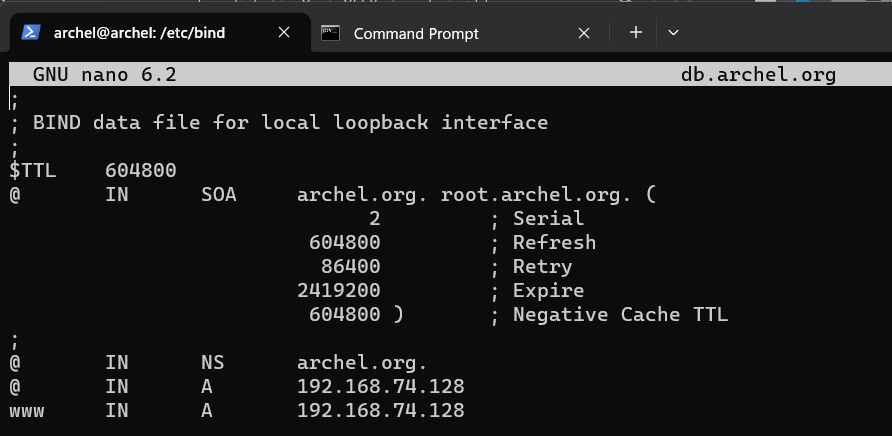 archel@archel: /etc/bind × Command Prompt ×
GNU nano 6.2 db.archel.org
;
; BIND data file for local loopback interface
;
$TTL 604800
@ IN SOA archel.org. root.archel.org. (
2 ; Serial
604800 ; Refresh
86400 ; Retry
2419200 ; Expire
604800 ) ; Negative Cache TTL
;
@ IN NS archel.org.
@ IN A 192.168.74.128
www IN A 192.168.74.128